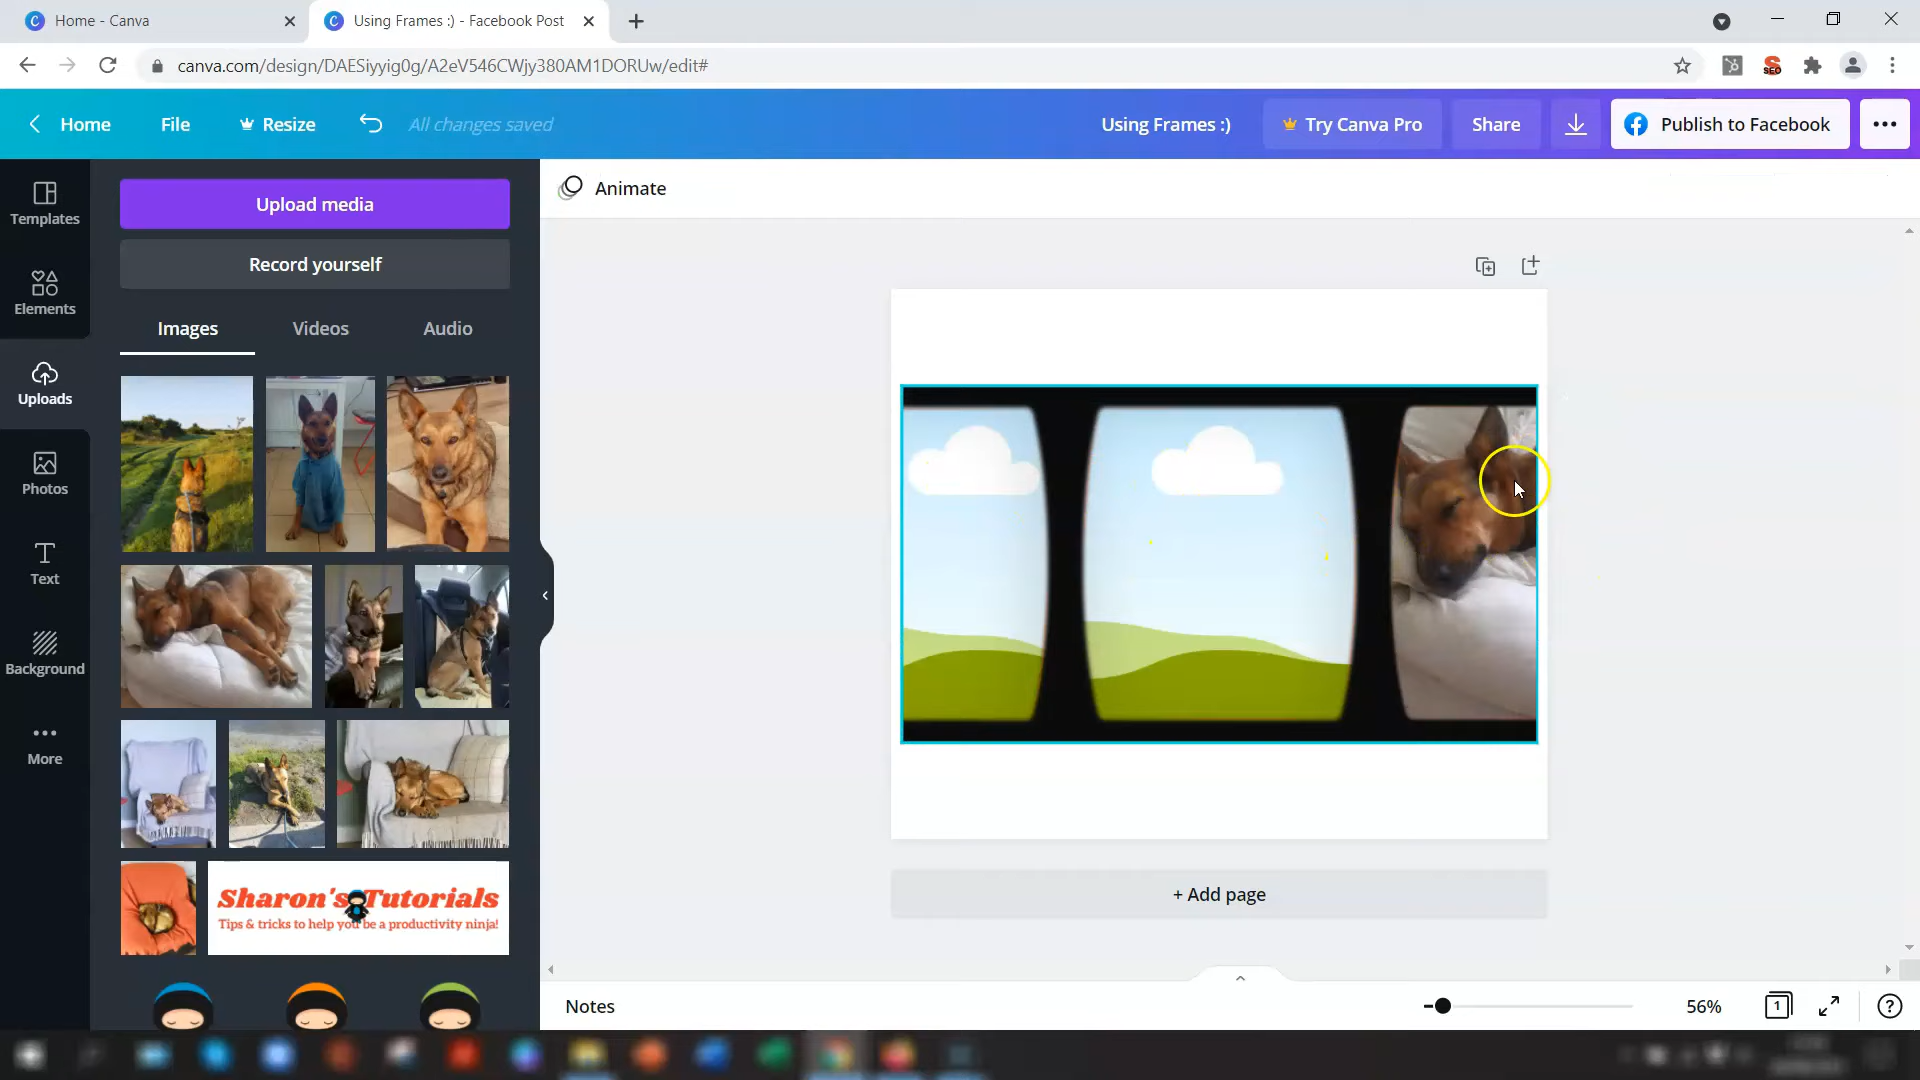 Home - Canva
Using Frames :) - Facebook Post
canva.com/design/DAESiyyig0g/A2eV546CWjy380AM1DORUw/edit#
SEO
Home
File
Resize
All changes saved
Using Frames :)
Try Canva Pro
Share
Publish to Facebook
Templates
Elements
Uploads
Photos
Text
Background
More
Upload media
Record yourself
Images
Videos
Audio
Sharon's Tutorials
Tips & tricks to help you be a productivity ninja!
Animate
+ Add page
Notes
56%
1